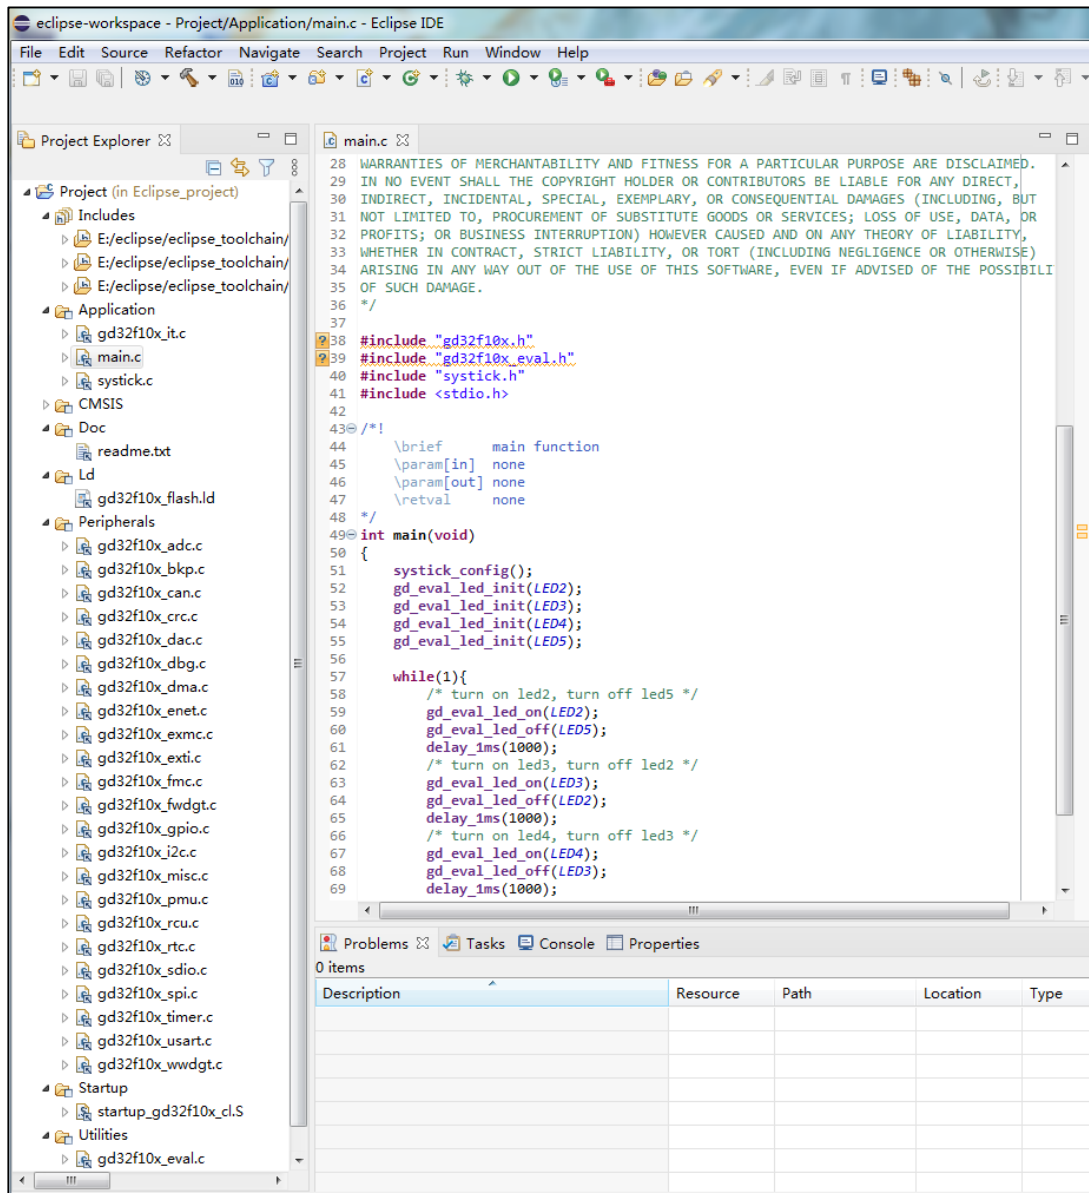 eclipse-workspace - Project/Application/main.c - Eclipse IDE
File Edit Source Refactor Navigate Search Project Run Window Help
Project Explorer
Project (in Eclipse_project)
Includes
E:/eclipse/eclipse_toolchain/
E:/eclipse/eclipse_toolchain/
E:/eclipse/eclipse_toolchain/
Application
gd32f10x_it.c
main.c
systick.c
CMSIS
Doc
readme.txt
Ld
gd32f10x_flash.ld
Peripherals
gd32f10x_adc.c
gd32f10x_bkp.c
gd32f10x_can.c
gd32f10x_crc.c
gd32f10x_dac.c
gd32f10x_dbg.c
gd32f10x_dma.c
gd32f10x_enet.c
gd32f10x_exmc.c
gd32f10x_exti.c
gd32f10x_fmc.c
gd32f10x_fwdgt.c
gd32f10x_gpio.c
gd32f10x_i2c.c
gd32f10x_misc.c
gd32f10x_pmu.c
gd32f10x_rcu.c
gd32f10x_rtc.c
gd32f10x_sdio.c
gd32f10x_spi.c
gd32f10x_timer.c
gd32f10x_usart.c
gd32f10x_wwdgt.c
Startup
startup_gd32f10x_cl.S
Utilities
gd32f10x_eval.c
main.c
28 WARRANTIES OF MERCHANTABILITY AND FITNESS FOR A PARTICULAR PURPOSE ARE DISCLAIMED.
29 IN NO EVENT SHALL THE COPYRIGHT HOLDER OR CONTRIBUTORS BE LIABLE FOR ANY DIRECT,
30 INDIRECT, INCIDENTAL, SPECIAL, EXEMPLARY, OR CONSEQUENTIAL DAMAGES (INCLUDING, BUT
31 NOT LIMITED TO, PROCUREMENT OF SUBSTITUTE GOODS OR SERVICES; LOSS OF USE, DATA, OR
32 PROFITS; OR BUSINESS INTERRUPTION) HOWEVER CAUSED AND ON ANY THEORY OF LIABILITY,
33 WHETHER IN CONTRACT, STRICT LIABILITY, OR TORT (INCLUDING NEGLIGENCE OR OTHERWISE)
34 ARISING IN ANY WAY OUT OF THE USE OF THIS SOFTWARE, EVEN IF ADVISED OF THE POSSIBILI
35 OF SUCH DAMAGE.
36 */
37
38 #include "gd32f10x.h"
39 #include "gd32f10x_eval.h"
40 #include "systick.h"
41 #include <stdio.h>
42
43 /*!
44 \brief main function
45 \param[in] none
46 \param[out] none
47 \retval none
48 */
49 int main(void)
50 {
51 systick_config();
52 gd_eval_led_init(LED2);
53 gd_eval_led_init(LED3);
54 gd_eval_led_init(LED4);
55 gd_eval_led_init(LED5);
56
57 while(1){
58 /* turn on led2, turn off led5 */
59 gd_eval_led_on(LED2);
60 gd_eval_led_off(LED5);
61 delay_1ms(1000);
62 /* turn on led3, turn off led2 */
63 gd_eval_led_on(LED3);
64 gd_eval_led_off(LED2);
65 delay_1ms(1000);
66 /* turn on led4, turn off led3 */
67 gd_eval_led_on(LED4);
68 gd_eval_led_off(LED3);
69 delay_1ms(1000);
Problems Tasks Console Properties
0 items
Description Resource Path Location Type